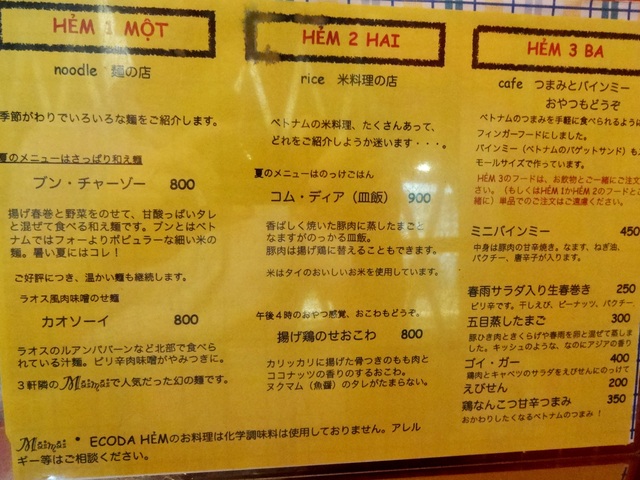 HẺM 1 MỘT
noodle 麺の店
季節がわりでいろいろな麺をご紹介します。
夏のメニューはさっぱり和え麺
ブン・チャーゾー 800
揚げ春巻と野菜をのせて、甘酸っぱいタレ
と混ぜて食べる和え麺です。ブンとはベト
ナムではフォーよりポピュラーな細い米の
麺。暑い夏にはコレ！
ご好評につき、温かい麺も継続します。
ラオス風肉味噌のせ麺
カオソーイ 800
ラオスのルアンパバーンなど北部で食べら
れている汁麺。ピリ辛肉味噌がやみつきに。
3軒隣のMaimaiで人気だった幻の麺です。
HẺM 2 HAI
rice 米料理の店
ベトナムの米料理、たくさんあって、
どれをご紹介しようか迷います・・・。
夏のメニューはのっけごはん
コム・ディア（皿飯） 900
香ばしく焼いた豚肉に蒸したまごと
なますがのっかる皿飯。
豚肉は揚げ鶏に替えることもできます。
米はタイのおいしいお米を使用しています。
午後4時のおやつ感覚、おこわもどうぞ。
揚げ鶏のせおこわ 800
カリッカリに揚げた骨つきのもも肉と
ココナッツの香りのするおこわ。
ヌクマム（魚醤）のタレがたまらない。
HẺM 3 BA
cafe つまみとバインミー
おやつもどうぞ
ベトナムのつまみを手軽に食べられるように
フィンガーフードにしました。
バインミー（ベトナムのバゲットサンド）もス
モールサイズで作っています。
HẺM 3のフードは、お飲物とご一緒にご注文
さい。（もしくはHẺM 1かHẺM 2のフードとご
緒に）単品でのご注文はご遠慮ください。
ミニバインミー 450
中身は豚肉の甘辛焼き。なます、ねぎ油、
パクチー、唐辛子が入ります。
春雨サラダ入り生春巻き 250
ピリ辛です。干しえび、ピーナッツ、パクチー
五目蒸したまご 300
豚ひき肉ときくらげや春雨を卵と混ぜて蒸しま
した。キッシュのような、なのにアジアの香り
ゴイ・ガー 400
鶏肉とキャベツのサラダをえびせんにのっけて
えびせん 200
鶏なんこつ甘辛つまみ 350
おかわりしたくなるベトナムのつまみ！
Maimai ・ ECODA HẺMのお料理は化学調味料は使用しておりません。アレル
ギー等はご相談ください。